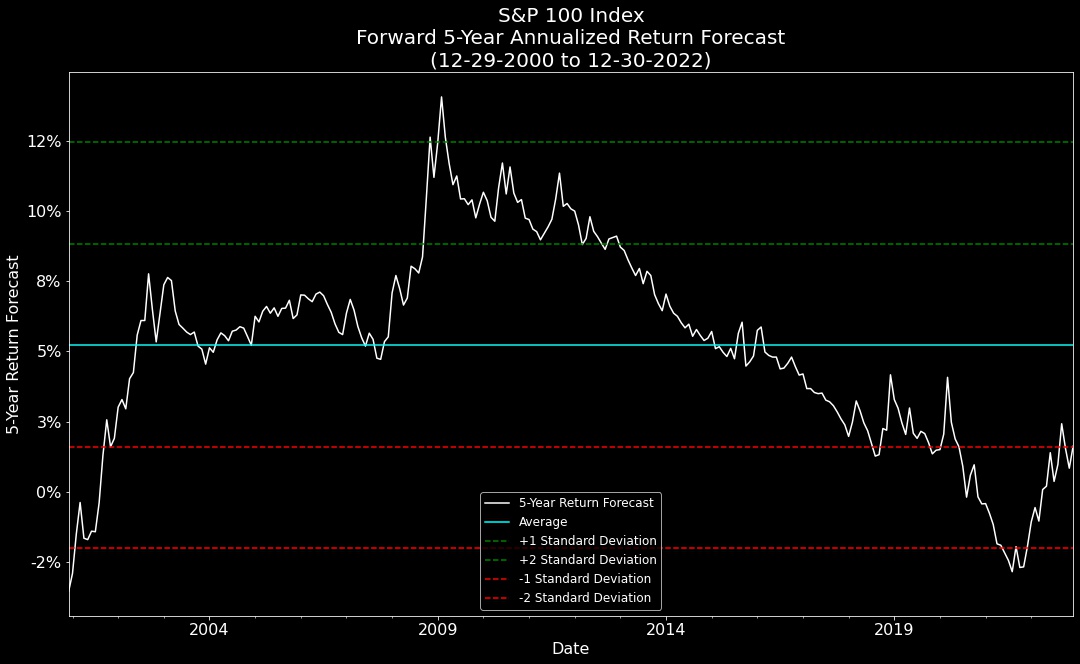 S&P 100 Index
Forward 5-Year Annualized Return Forecast
(12-29-2000 to 12-30-2022)
5-Year Return Forecast
12%
10%
8%
5%
3%
0%
-2%
5-Year Return Forecast
Average
+1 Standard Deviation
+2 Standard Deviation
-1 Standard Deviation
-2 Standard Deviation
2004
2009
2014
2019
Date